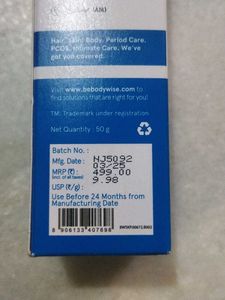 Hair, Skin, Body, Period Care,
PCOS, Intimate Care, We've
got you covered.
Visit www.bebodywise.com to
find solutions that are right for you.
TM: Trademark under registration
Net Quantity : 50 g
Batch No. : NJ5092
Mfg. Date : 03/25
MRP (₹) : 499.00
(incl. of all taxes)
USP (₹/g) : 9.98
Use Before 24 Months from
Manufacturing Date
8 906133 407698